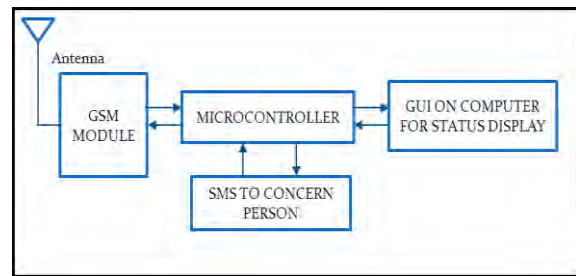 Antenna
GSM
MODULE
MICROCONTROLLER
GUI ON COMPUTER
FOR STATUS DISPLAY
SMS TO CONCERN
PERSON